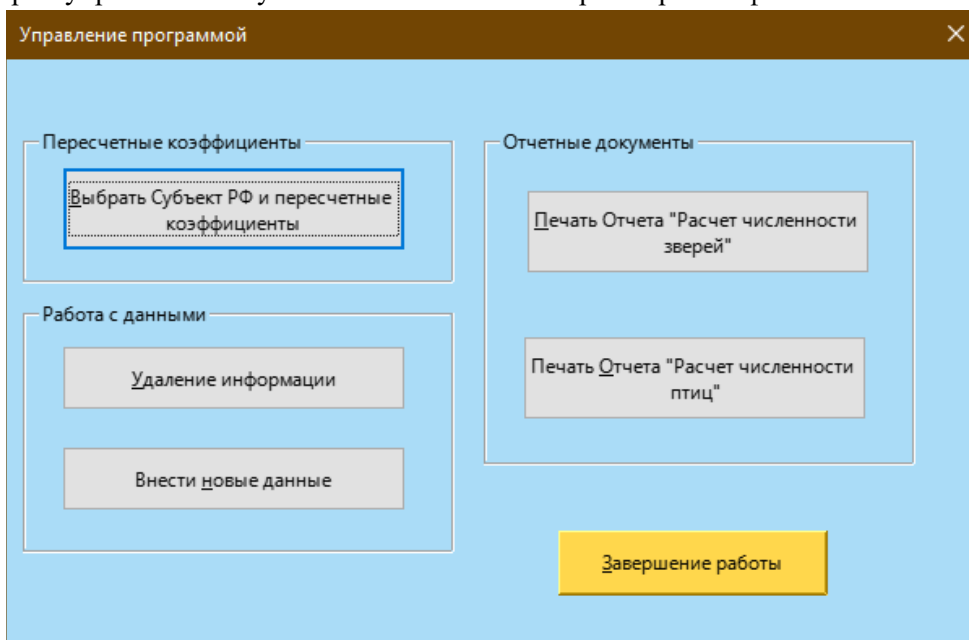 Управление программой
Пересчетные коэффициенты
Выбрать Субъект РФ и пересчетные
коэффициенты
Работа с данными
Удаление информации
Внести новые данные
Отчетные документы
Печать Отчета "Расчет численности
зверей"
Печать Отчета "Расчет численности
птиц"
Завершение работы